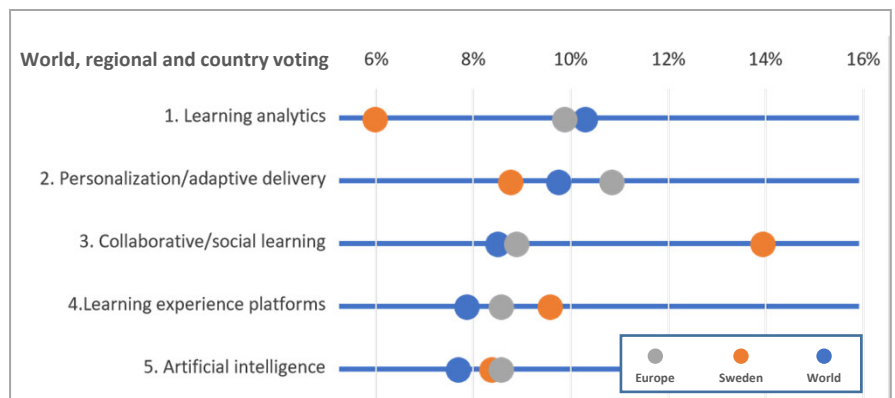 World, regional and country voting 6% 8% 10% 12% 14% 16%
1. Learning analytics
2. Personalization/adaptive delivery
3. Collaborative/social learning
4.Learning experience platforms
5. Artificial intelligence
Europe Sweden World